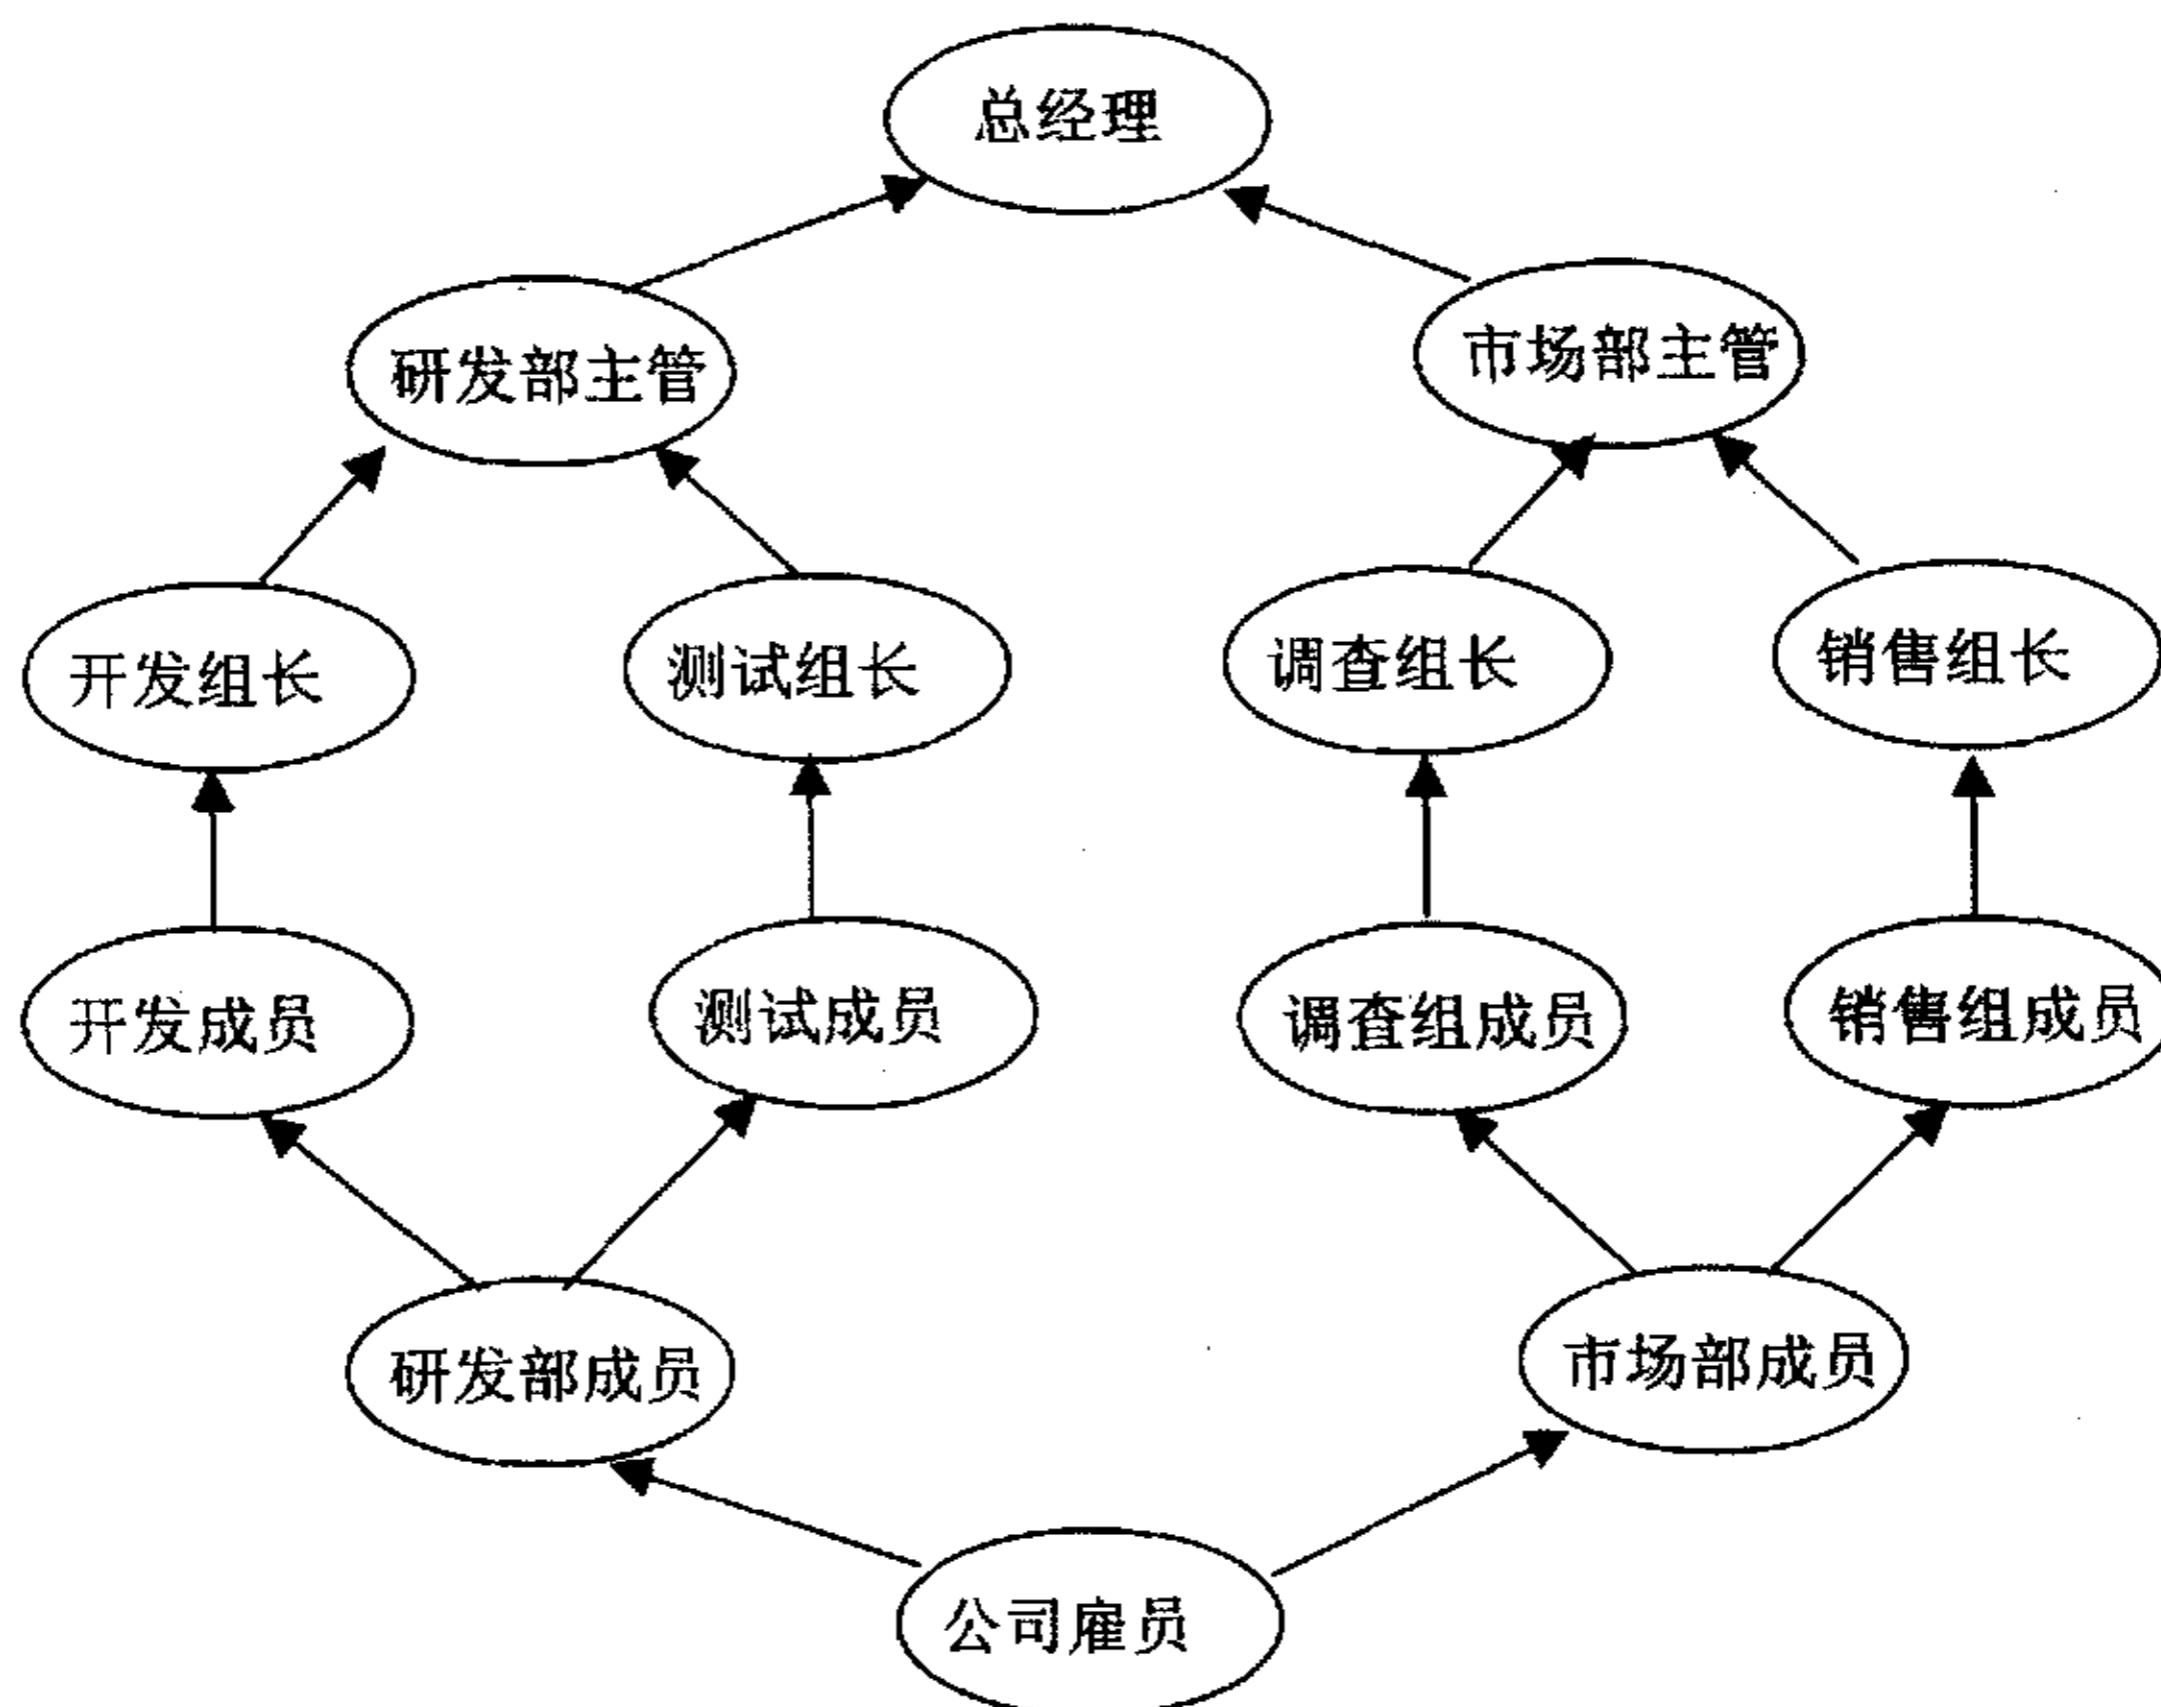 总经理
研发部主管
市场部主管
开发组长
测试组长
调查组长
销售组长
开发成员
测试成员
调查组成员
销售组成员
研发部成员
市场部成员
公司雇员